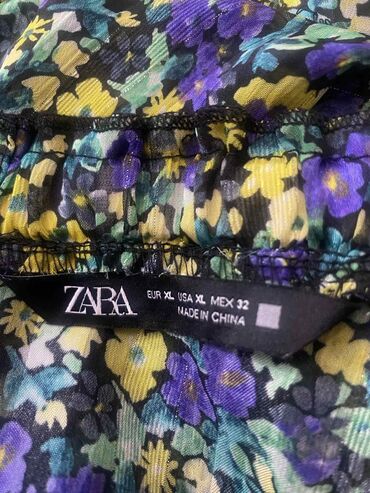 ZARA
EUR XL USA XL MEX 32
MADE IN CHINA